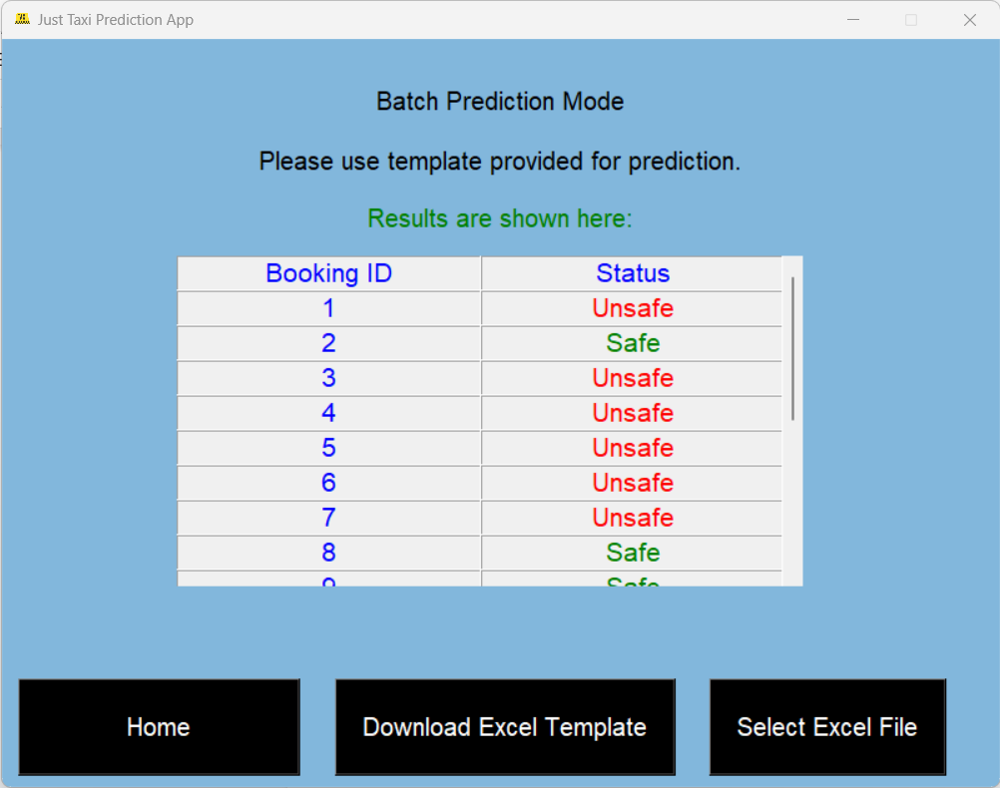 Just Taxi Prediction App
Batch Prediction Mode
Please use template provided for prediction.
Results are shown here:
Booking ID Status
1 Unsafe
2 Safe
3 Unsafe
4 Unsafe
5 Unsafe
6 Unsafe
7 Unsafe
8 Safe
9 Safe
Home Download Excel Template Select Excel File